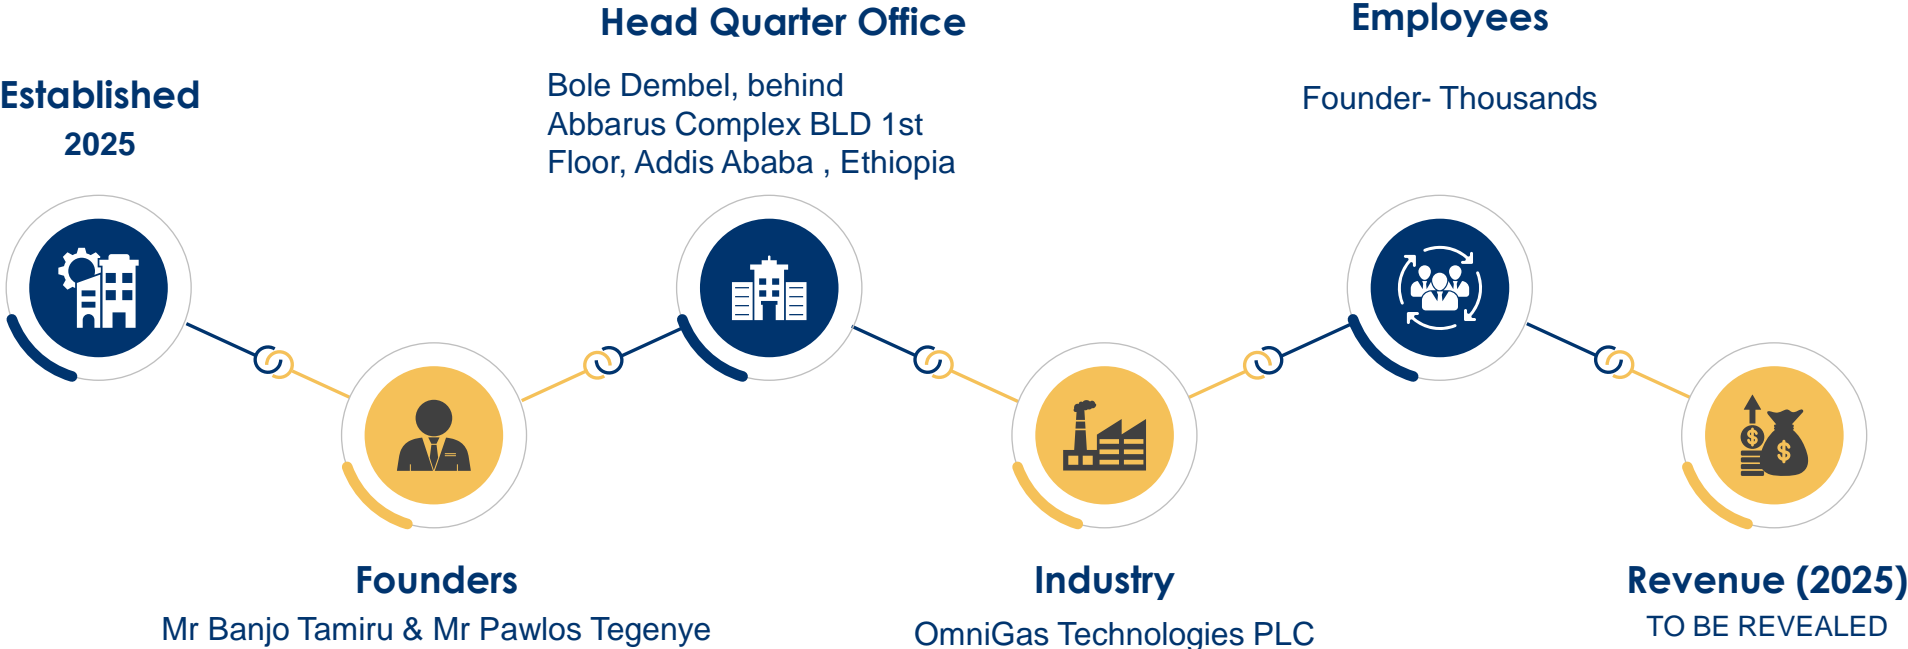 Established
2025
Head Quarter Office
Bole Dembel, behind
Abbarus Complex BLD 1st
Floor, Addis Ababa , Ethiopia
Employees
Founder- Thousands
Founders
Mr Banjo Tamiru & Mr Pawlos Tegenye
Industry
OmniGas Technologies PLC
Revenue (2025)
TO BE REVEALED